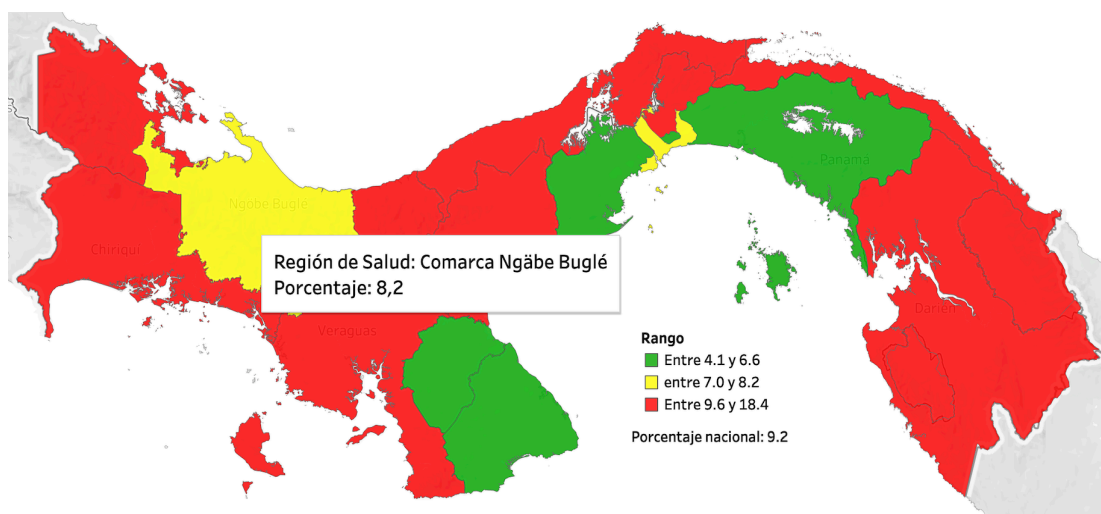 Ngäbe Buglé
Panamá
Chiriquí
Región de Salud: Comarca Ngäbe Buglé
Porcentaje: 8,2
Veraguas
Darién
Rango
Entre 4.1 y 6.6
entre 7.0 y 8.2
Entre 9.6 y 18.4
Porcentaje nacional: 9.2